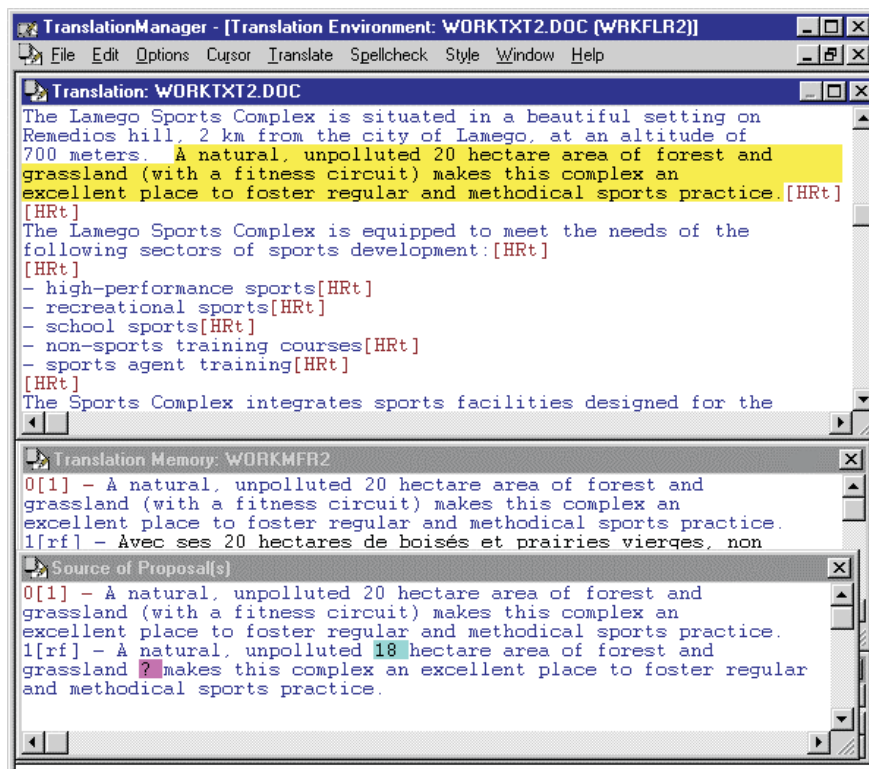 TranslationManager - [Translation Environment: WORKTXT2.DOC (WRKFLR2)]
File Edit Options Cursor Translate Spellcheck Style Window Help
Translation: WORKTXT2.DOC
The Lamego Sports Complex is situated in a beautiful setting on
Remedios hill, 2 km from the city of Lamego, at an altitude of
700 meters. A natural, unpolluted 20 hectare area of forest and
grassland (with a fitness circuit) makes this complex an
excellent place to foster regular and methodical sports practice.[HRt]
[HRt]
The Lamego Sports Complex is equipped to meet the needs of the
following sectors of sports development:[HRt]
[HRt]
- high-performance sports[HRt]
- recreational sports[HRt]
- school sports[HRt]
- non-sports training courses[HRt]
- sports agent training[HRt]
[HRt]
The Sports Complex integrates sports facilities designed for the
Translation Memory: WORKMFR2
0[1] - A natural, unpolluted 20 hectare area of forest and
grassland (with a fitness circuit) makes this complex an
excellent place to foster regular and methodical sports practice.
1[rf] - Avec ses 20 hectares de boisés et prairies vierges, non
Source of Proposal(s)
0[1] - A natural, unpolluted 20 hectare area of forest and
grassland (with a fitness circuit) makes this complex an
excellent place to foster regular and methodical sports practice.
1[rf] - A natural, unpolluted 18 hectare area of forest and
grassland ? makes this complex an excellent place to foster regular
and methodical sports practice.